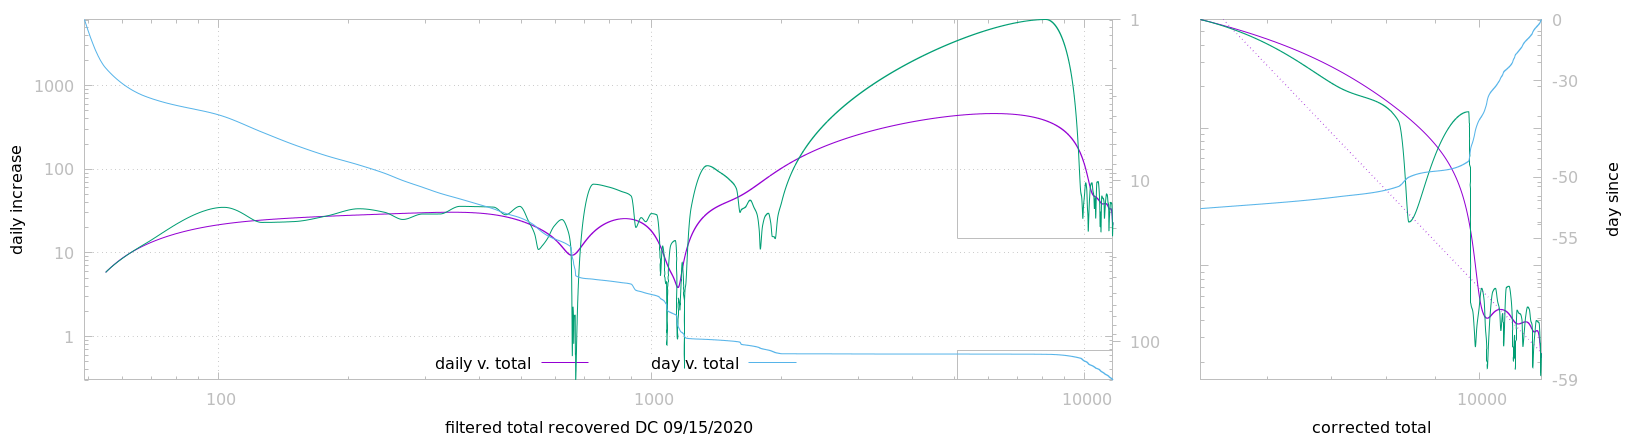 1000
100
10
1
daily increase
daily v. total
day v. total
100
1000
10000
filtered total recovered DC 09/15/2020
1
10
100
10000
corrected total
0
-30
-50
-55
-59
day since